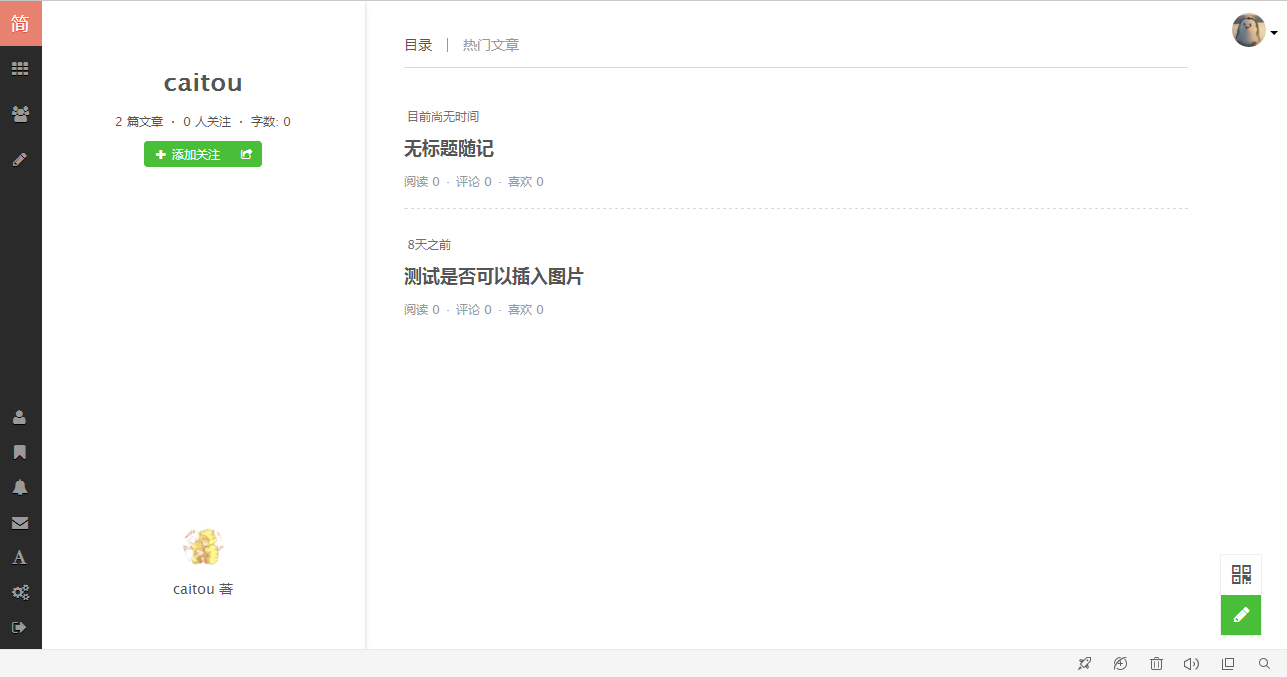 简
caitou
2 篇文章 · 0 人关注 · 字数: 0
添加关注
caitou 著
目录 | 热门文章
目前尚无时间
无标题随记
阅读 0 · 评论 0 · 喜欢 0
8天之前
测试是否可以插入图片
阅读 0 · 评论 0 · 喜欢 0